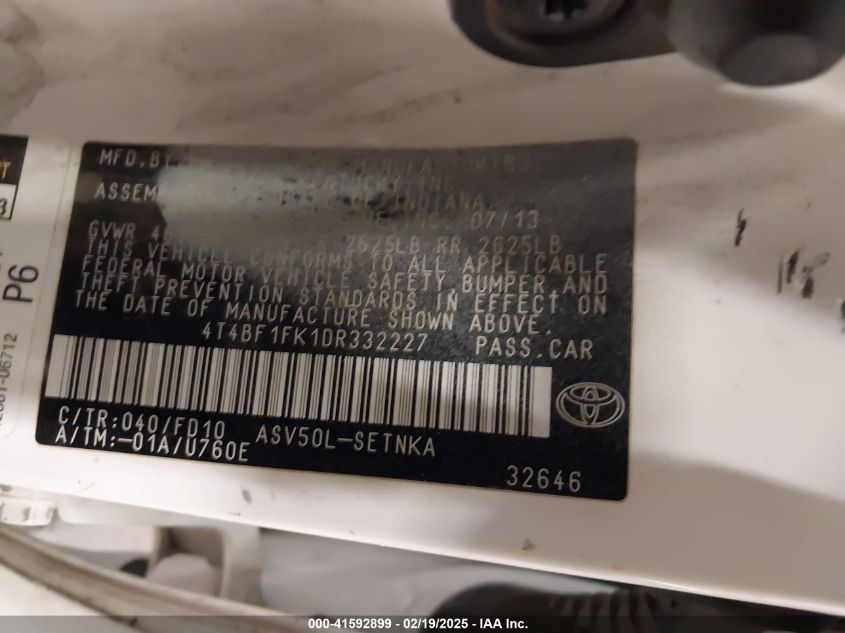 MFD.BY
ASSEM
INDIANA
07/13
GVWR 2625LB RR 2625LB
THIS VEHICLE CONFORMS TO ALL APPLICABLE
FEDERAL MOTOR VEHICLE SAFETY, BUMPER, AND
THEFT PREVENTION STANDARDS IN EFFECT ON
THE DATE OF MANUFACTURE SHOWN ABOVE.
4T4BF1FK1DR332227 PASS.CAR
C/TR:040/FD10 ASV50L-SETNKA
A/TM:-01A/U760E
32646
P6
000-41592899 – 02/19/2025 – IAA Inc.